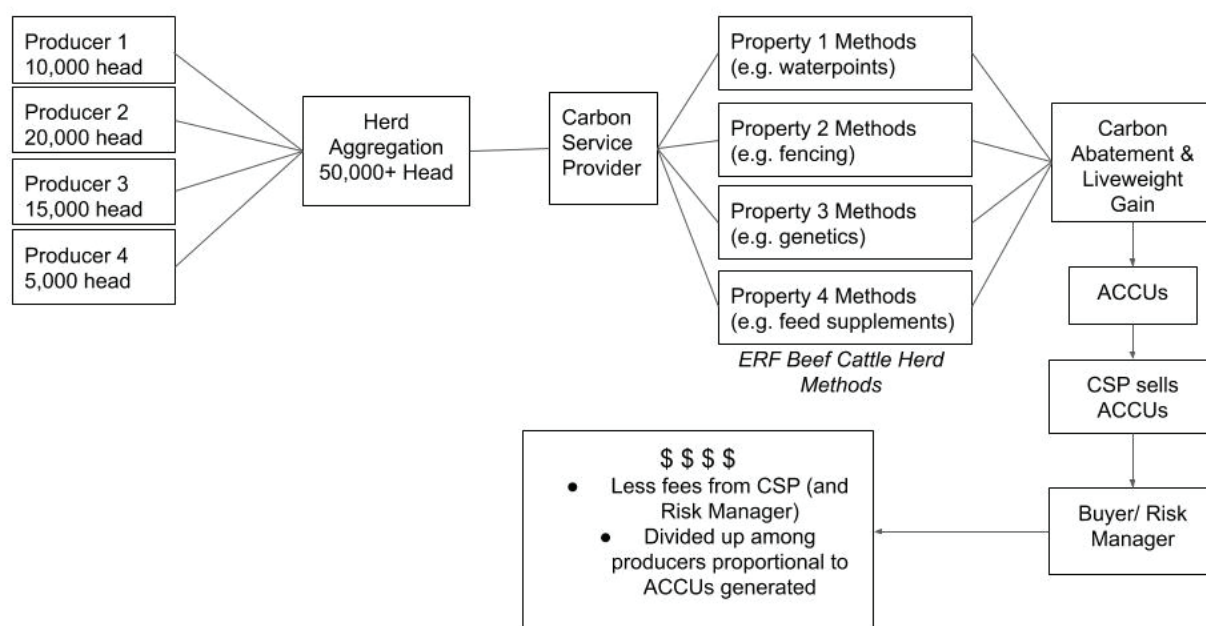 Producer 1
10,000 head
Producer 2
20,000 head
Producer 3
15,000 head
Producer 4
5,000 head
Herd
Aggregation
50,000+ Head
Carbon
Service
Provider
Property 1 Methods
(e.g. waterpoints)
Property 2 Methods
(e.g. fencing)
Property 3 Methods
(e.g. genetics)
Property 4 Methods
(e.g. feed supplements)
ERF Beef Cattle Herd
Methods
Carbon
Abatement &
Liveweight
Gain
ACCUs
CSP sells
ACCUs
Buyer/ Risk
Manager
$ $ $ $
● Less fees from CSP (and
Risk Manager)
● Divided up among
producers proportional to
ACCUs generated